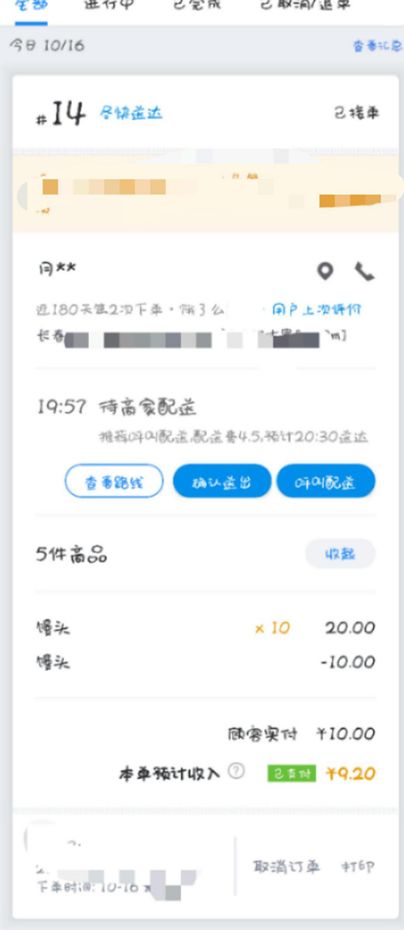 全部 进行中 已完成 已取消/退单
今日 10/16 查看汇总
#14 尽快送达 已接单
闫**
近180天第2次下单·饿了么 ·用户上次评价
长春
m]
19:57 待商家配送
推荐呼叫配送,配送费4.5,预计20:30送达
查看路线 确认送出 呼叫配送
5件商品 收起
馒头 ×10 20.00
馒头 -10.00
顾客实付 ¥10.00
本单预计收入 ? 已支付 ¥9.20
取消订单 打印
下单时间: 10-16